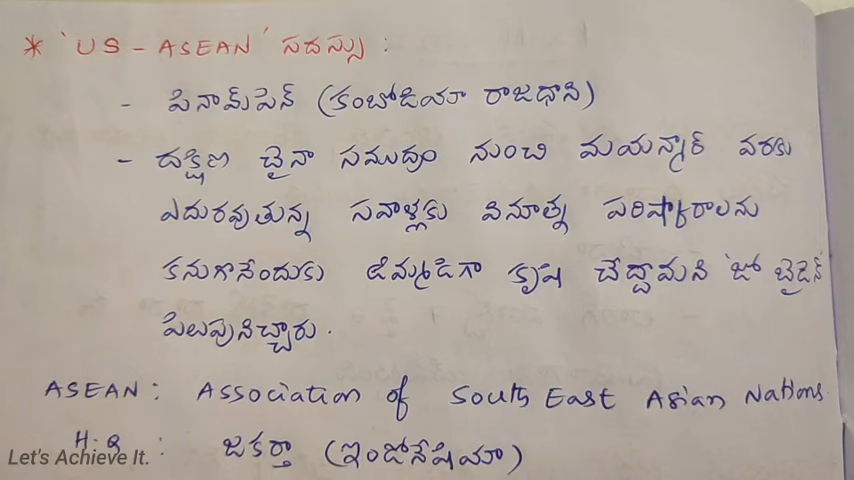 * 'US - ASEAN' సదస్సు :
- పినామ్‌పెన్ (కంబోడియా రాజధాని)
- దక్షిణ చైనా సముద్రం నుంచి మయన్మార్ వరకు
ఎదురవుతున్న సవాళ్లకు వినూత్న పరిష్కారాలను
కనుగొనేందుకు ఉమ్మడిగా కృషి చేద్దామని 'జో బైడెన్'
పిలుపునిచ్చారు.
ASEAN : Association of South East Asian Nations
H.Q : జకర్తా (ఇండోనేషియా)
Let's Achieve It.